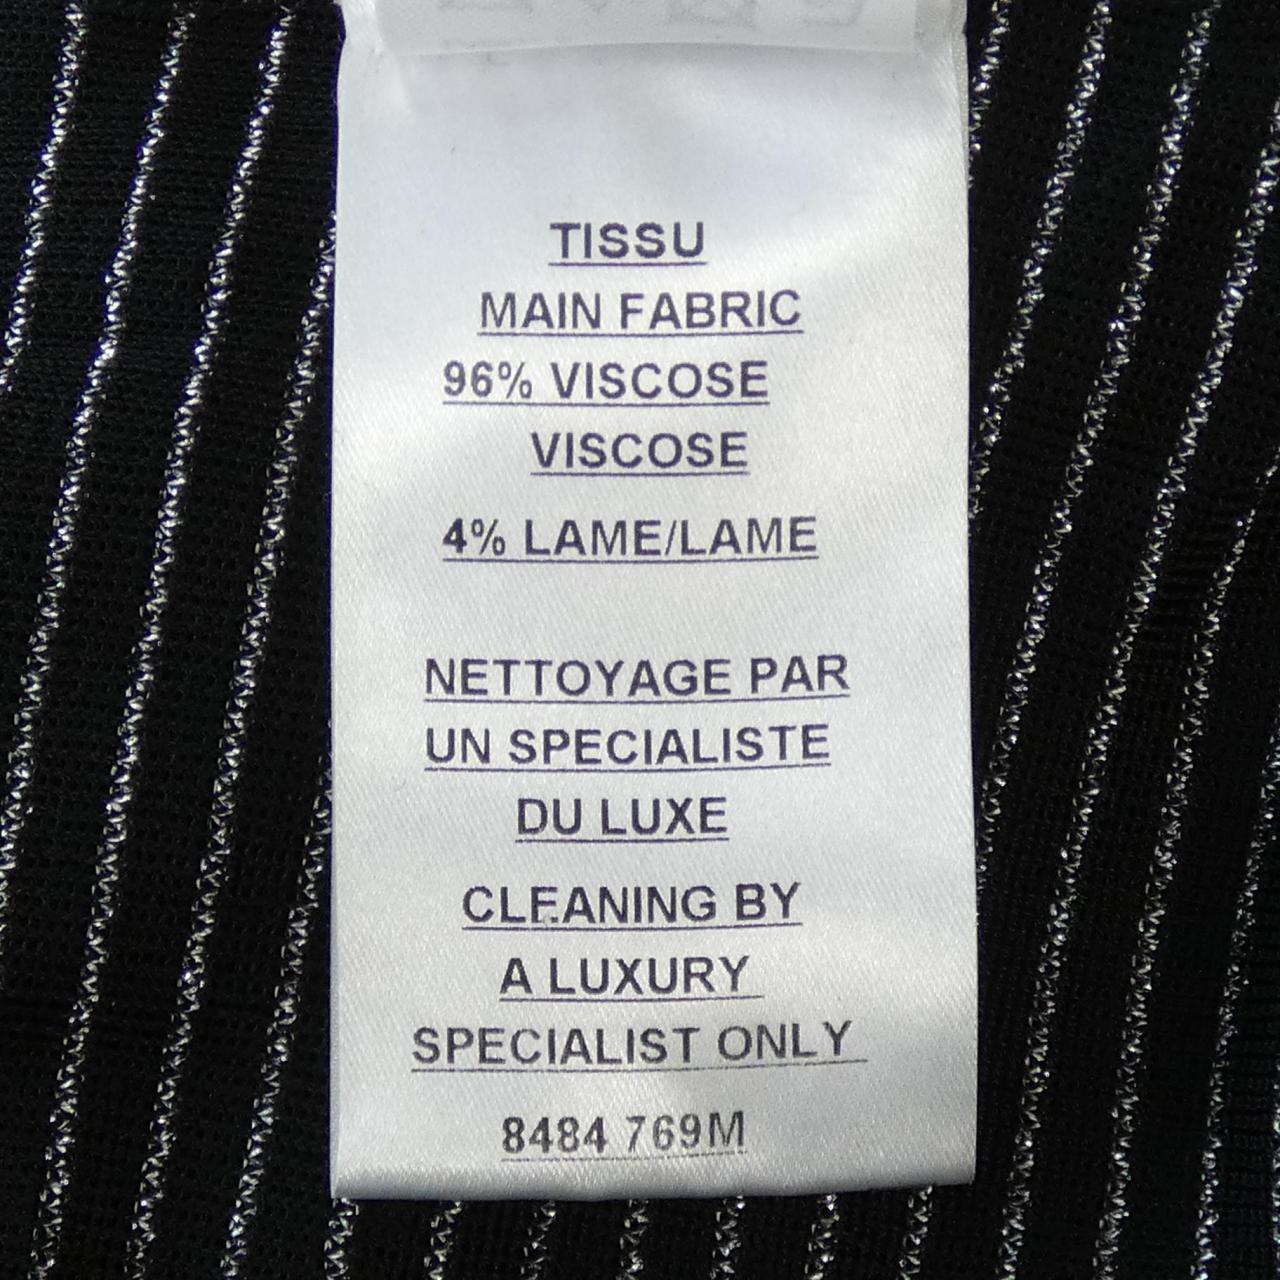 TISSU
MAIN FABRIC
96% VISCOSE
VISCOSE
4% LAME/LAME
NETTOYAGE PAR
UN SPECIALISTE
DU LUXE
CLEANING BY
A LUXURY
SPECIALIST ONLY
8484 769M